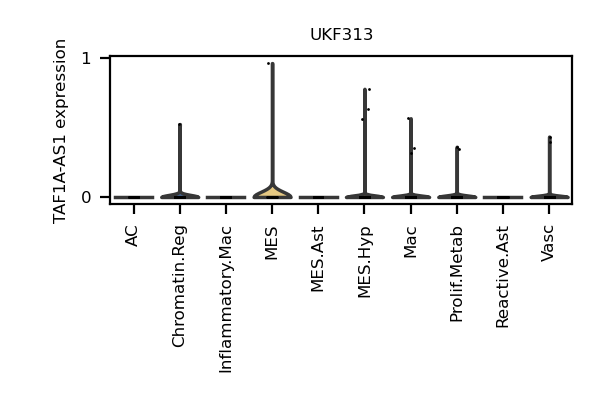 UKF313
TAF1A-AS1 expression
1
0
AC
Chromatin.Reg
Inflammatory.Mac
MES
MES.Ast
MES.Hyp
Mac
Prolif.Metab
Reactive.Ast
Vasc